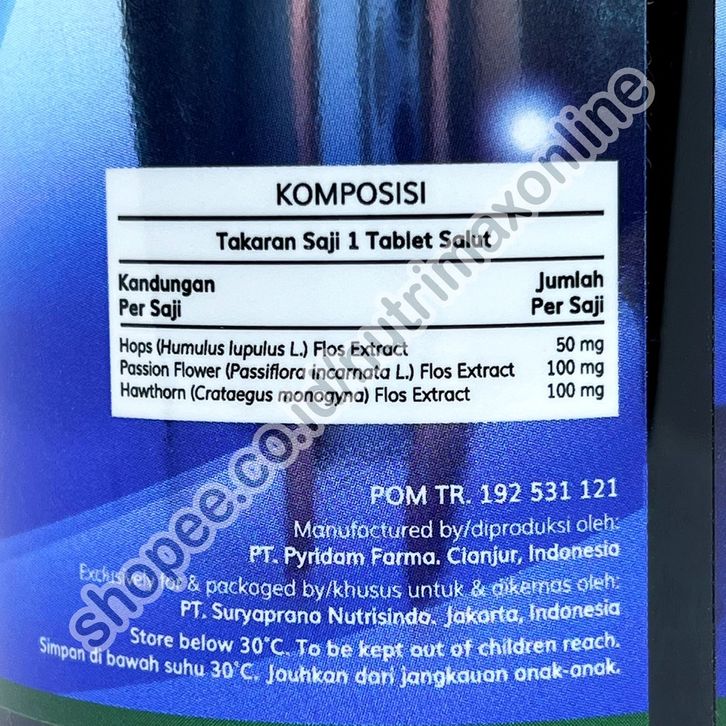 KOMPOSISI
Takaran Saji 1 Tablet Salut
Kandungan Per Saji
Jumlah Per Saji
Hops (Humulus lupulus L.) Flos Extract 50 mg
Passion Flower (Passiflora incarnata L.) Flos Extract 100 mg
Hawthorn (Crataegus monogyna) Flos Extract 100 mg
POM TR. 192 531 121
Manufactured by/diproduksi oleh:
PT. Pyridam Farma. Cianjur, Indonesia
Exclusively for & packaged by/khusus untuk & dikemas oleh:
PT. Suryaprana Nutrisindo. Jakarta, Indonesia
Store below 30°C. To be kept out of children reach.
Simpan di bawah suhu 30°C. Jauhkan dari jangkauan anak-anak.
shopee.co.id/nutrimaxonline